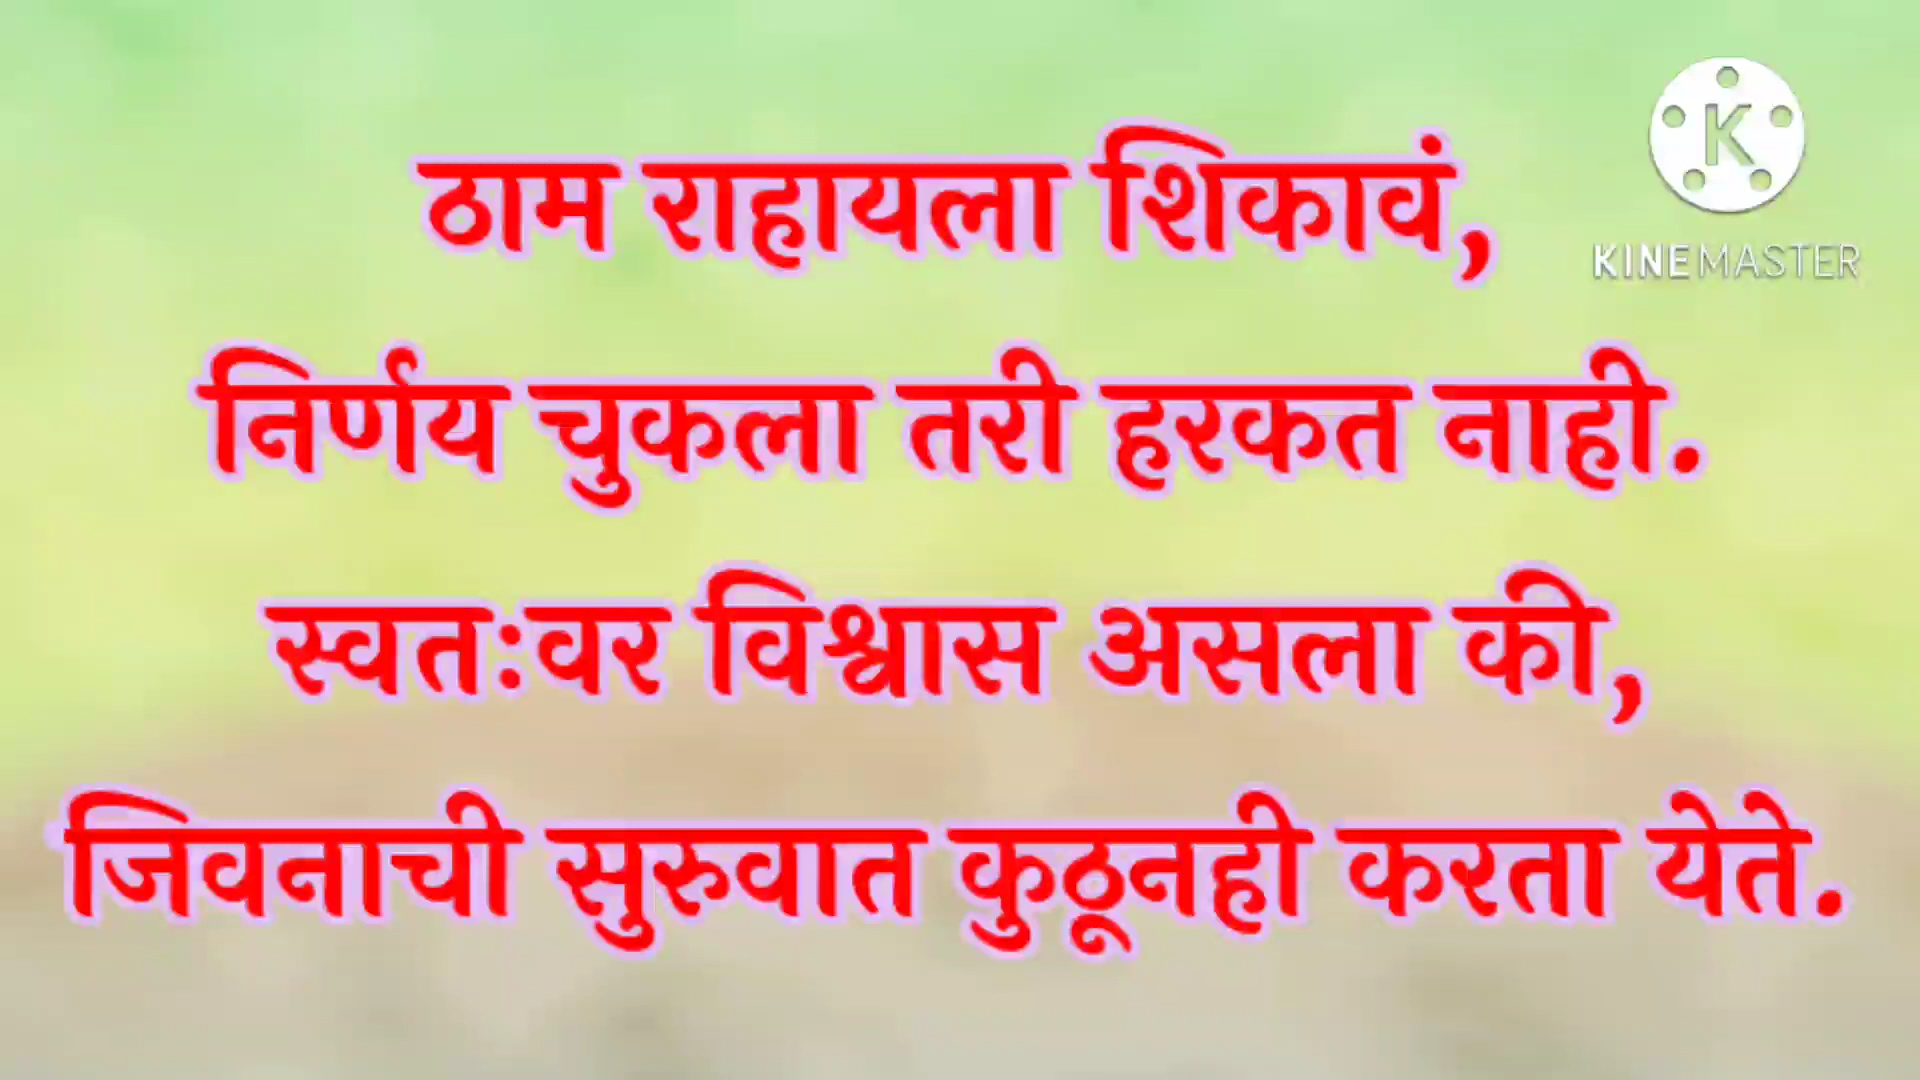 ठाम राहायला शिकावं,
निर्णय चुकला तरी हरकत नाही.
स्वतःवर विश्वास असला की,
जिवनाची सुरुवात कुठूनही करता येते.
K
KINEMASTER